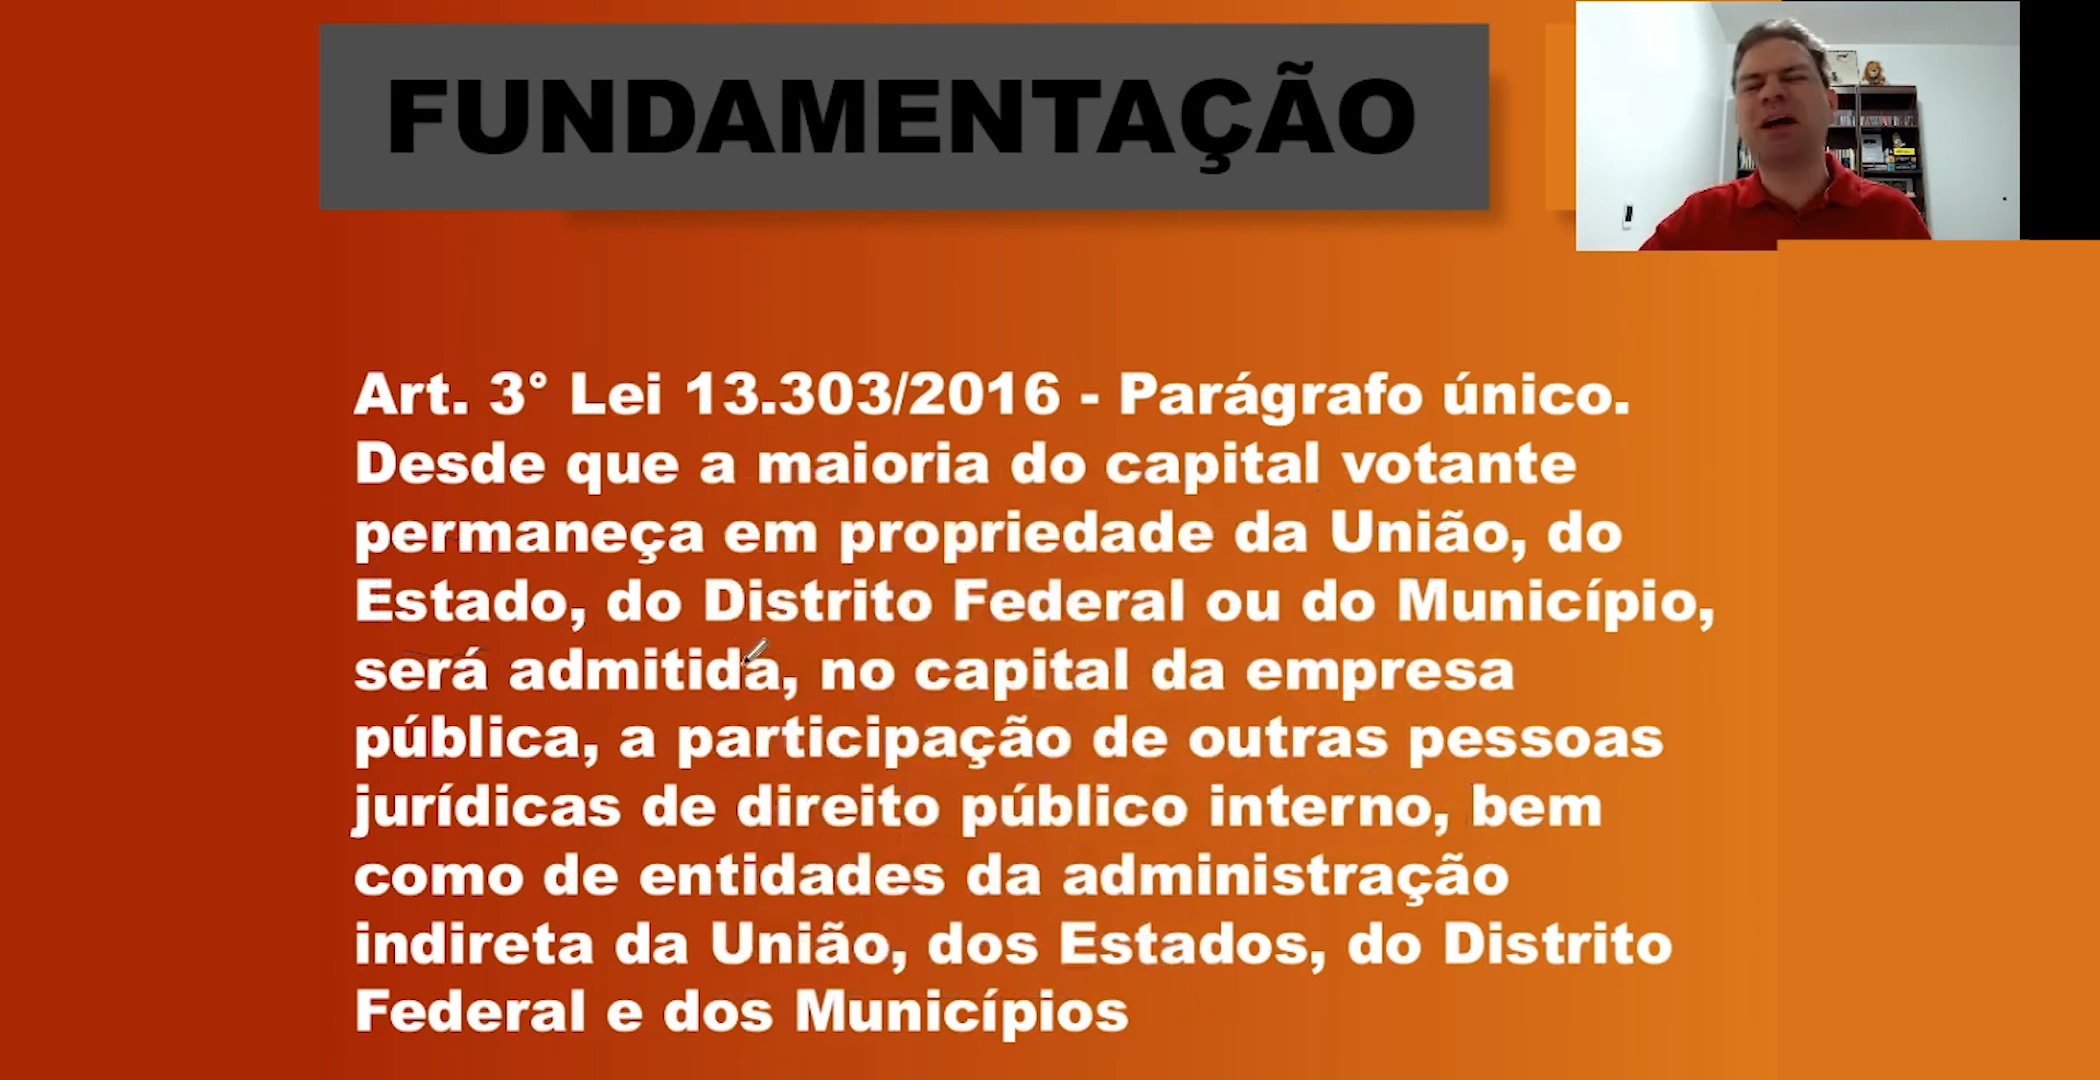 FUNDAMENTAÇÃO
Art. 3° Lei 13.303/2016 - Parágrafo único.
Desde que a maioria do capital votante
permaneça em propriedade da União, do
Estado, do Distrito Federal ou do Município,
será admitida, no capital da empresa
pública, a participação de outras pessoas
jurídicas de direito público interno, bem
como de entidades da administração
indireta da União, dos Estados, do Distrito
Federal e dos Municípios